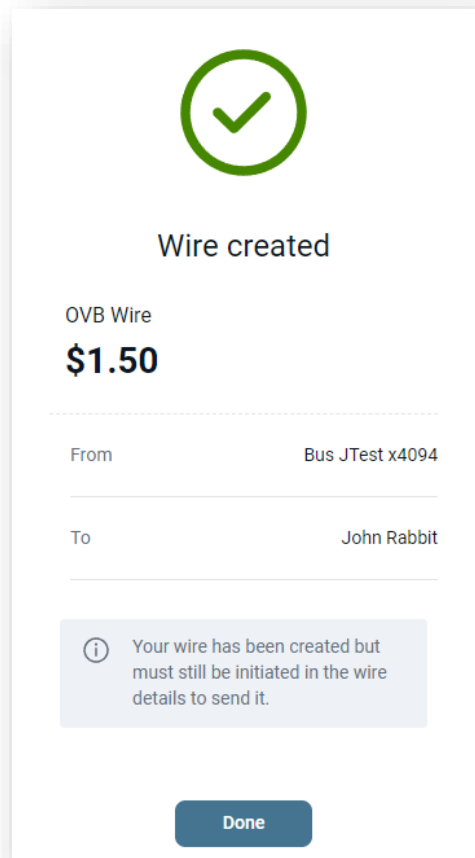 Wire created
OVB Wire
$1.50
From Bus JTest x4094
To John Rabbit
Your wire has been created but
must still be initiated in the wire
details to send it.
Done